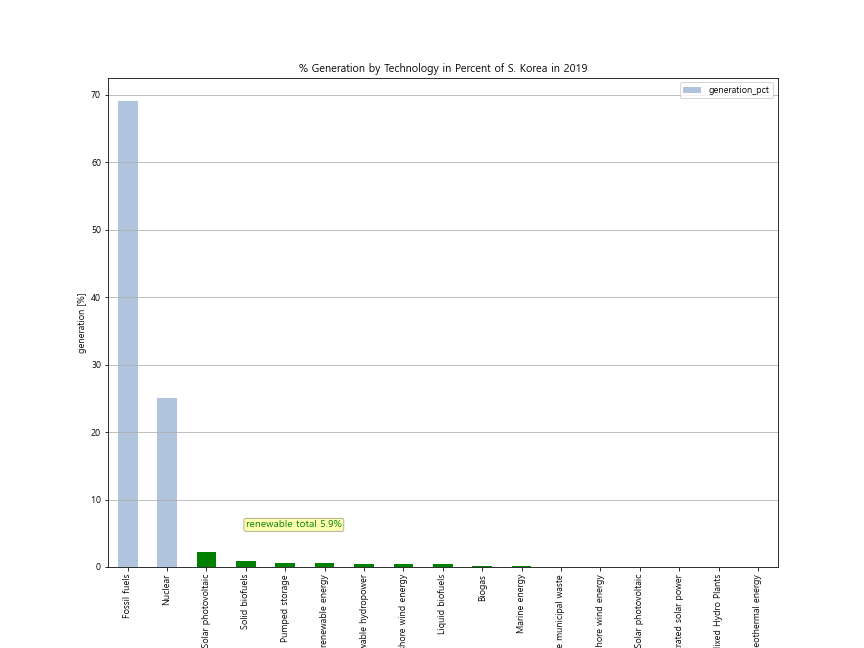 % Generation by Technology in Percent of S. Korea in 2019
generation_pct
generation [%]
70
60
50
40
30
20
10
0
renewable total 5.9%
Fossil fuels
Nuclear
Solar photovoltaic
Solid biofuels
Pumped storage
renewable energy
vable hydropower
hore wind energy
Liquid biofuels
Biogas
Marine energy
e municipal waste
hore wind energy
Solar photovoltaic
rated solar power
lixed Hydro Plants
eothermal energy